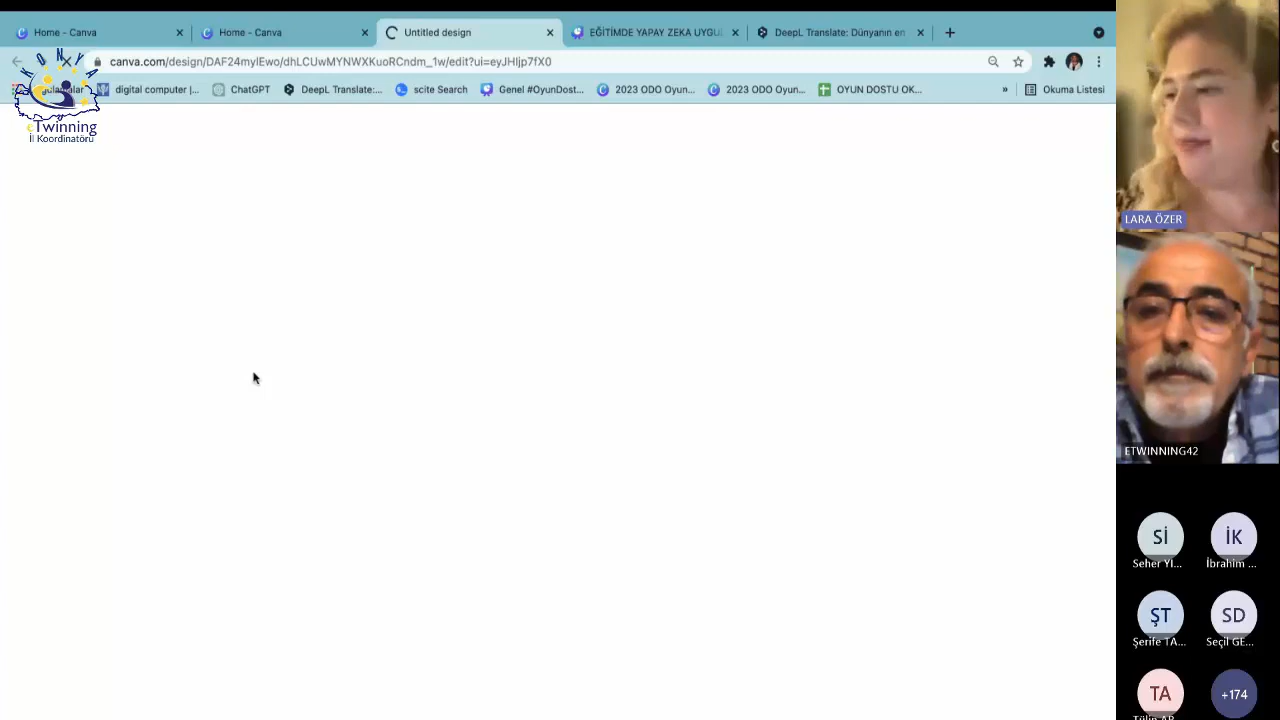 Home - Canva
Home - Canva
Untitled design
EĞİTİMDE YAPAY ZEKA UYGU
DeepL Translate: Dünyanın en
canva.com/design/DAF24mylEwo/dhLCUwMYNWXKuoRCndm_1w/edit?ui=eyJHIjp7fX0
digital computer |...
ChatGPT
DeepL Translate:...
scite Search
Genel #OyunDost...
2023 ODO Oyun...
2023 ODO Oyun...
OYUN DOSTU OK...
»
Okuma Listesi
KONYA
eTwinning
İl Koordinatörü
LARA ÖZER
ETWINNING42
Sİ
Seher Yİ...
İK
İbrahim ...
ŞT
Şerife TA...
SD
Seçil GE...
TA
+174